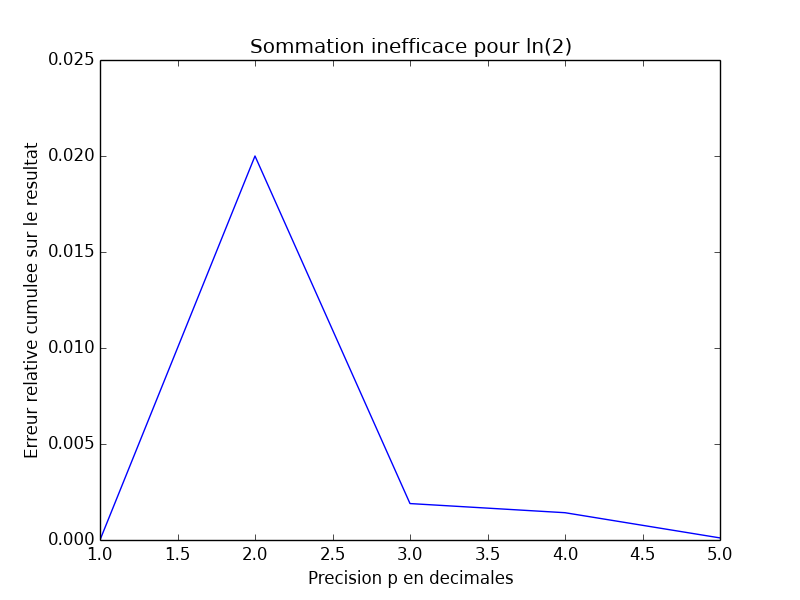 Sommation inefficace pour ln(2)
Erreur relative cumulee sur le resultat
0.025
0.020
0.015
0.010
0.005
0.000
1.0 1.5 2.0 2.5 3.0 3.5 4.0 4.5 5.0
Precision p en decimales